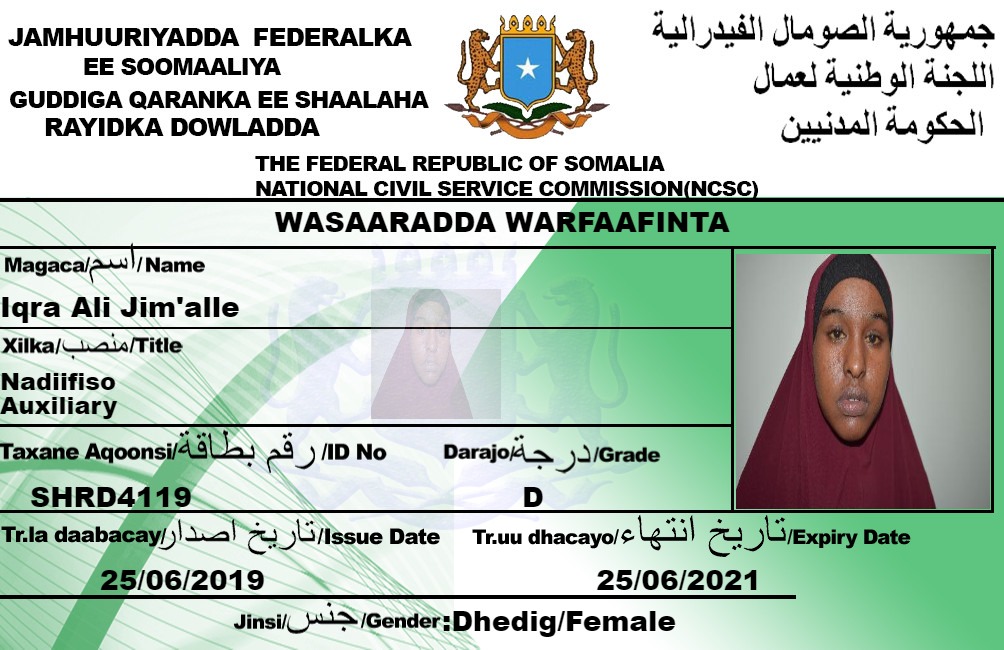 JAMHUURIYADDA FEDERALKA
EE SOOMAALIYA
GUDDIGA QARANKA EE SHAALAHA
RAYIDKA DOWLADDA
جمهورية الصومال الفيدرالية
اللجنة الوطنية لعمال
الحكومة المدنيين
THE FEDERAL REPUBLIC OF SOMALIA
NATIONAL CIVIL SERVICE COMMISSION(NCSC)
WASAARADDA WARFAAFINTA
Magaca/اسم/Name
Iqra Ali Jim'alle
Xilka/منصب/Title
Nadiifiso
Auxiliary
Taxane Aqoonsi/رقم بطاقة/ID No
SHRD4119
Darajo/درجة/Grade
D
Tr.la daabacay/تاريخ اصدار/Issue Date
25/06/2019
Tr.uu dhacayo/تاريخ انتهاء/Expiry Date
25/06/2021
Jinsi/جنس/Gender:Dhedig/Female